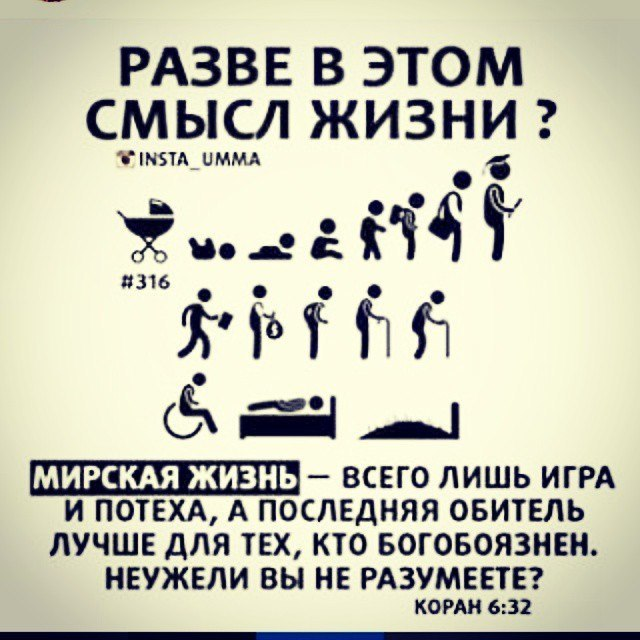 РАЗВЕ В ЭТОМ
СМЫСЛ ЖИЗНИ ?
INSTA_UMMA
#316
МИРСКАЯ ЖИЗНЬ – ВСЕГО ЛИШЬ ИГРА
И ПОТЕХА, А ПОСЛЕДНЯЯ ОБИТЕЛЬ
ЛУЧШЕ ДЛЯ ТЕХ, КТО БОГОБОЯЗНЕН.
НЕУЖЕЛИ ВЫ НЕ РАЗУМЕЕТЕ?
КОРАН 6:32